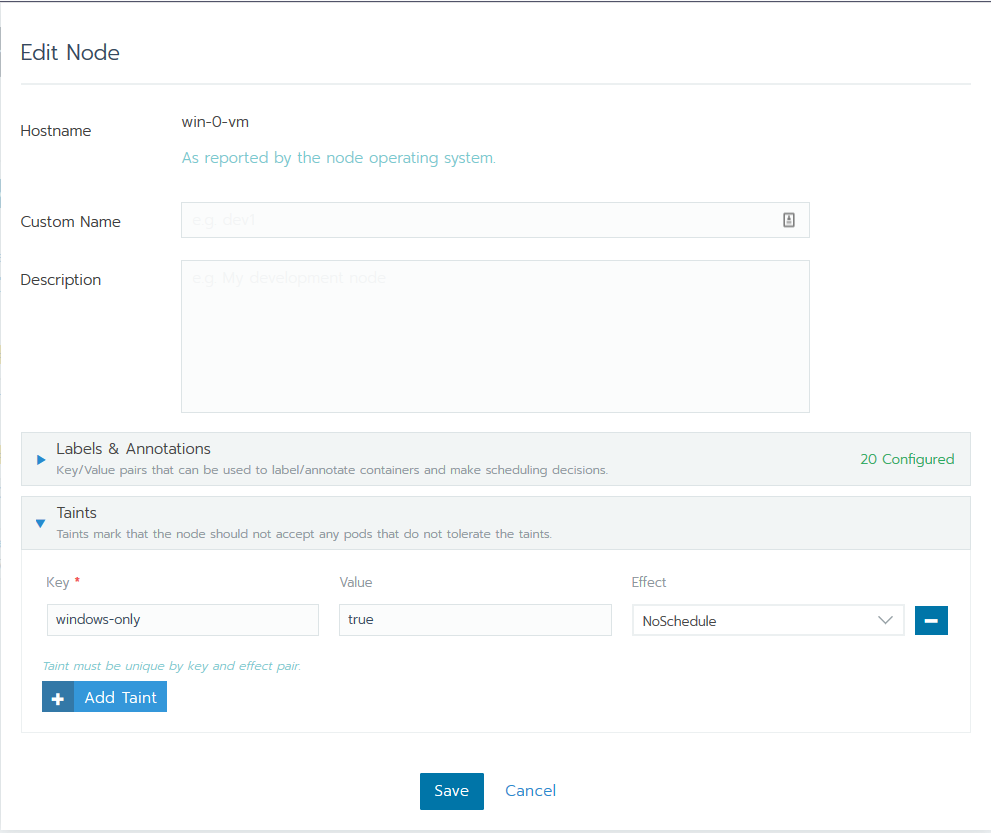 Edit Node
Hostname
win-0-vm
As reported by the node operating system.
Custom Name
e.g. dev1
Description
e.g. My development node
Labels & Annotations
Key/Value pairs that can be used to label/annotate containers and make scheduling decisions.
20 Configured
Taints
Taints mark that the node should not accept any pods that do not tolerate the taints.
Key *
Value
Effect
windows-only
true
NoSchedule
Taint must be unique by key and effect pair.
+ Add Taint
Save
Cancel